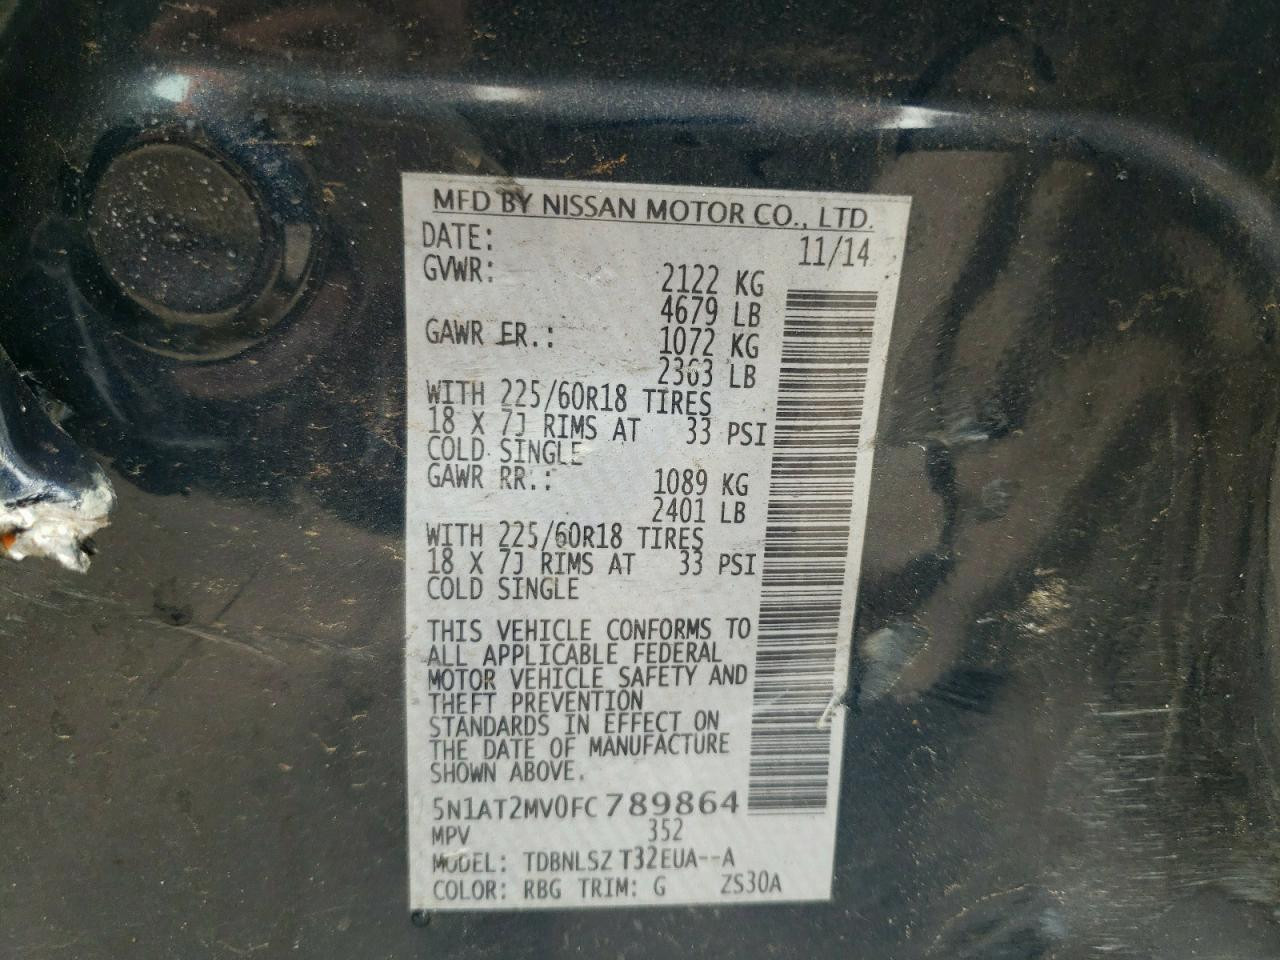 MFD BY NISSAN MOTOR CO., LTD.
DATE: 11/14
GVWR: 2122 KG
4679 LB
GAWR FR.: 1072 KG
2363 LB
WITH 225/60R18 TIRES
18 X 7J RIMS AT 33 PSI
COLD SINGLE
GAWR RR.: 1089 KG
2401 LB
WITH 225/60R18 TIRES
18 X 7J RIMS AT 33 PSI
COLD SINGLE
THIS VEHICLE CONFORMS TO
ALL APPLICABLE FEDERAL
MOTOR VEHICLE SAFETY AND
THEFT PREVENTION
STANDARDS IN EFFECT ON
THE DATE OF MANUFACTURE
SHOWN ABOVE.
5N1AT2MV0FC789864
MPV 352
MODEL: TDBNLSZ T32EUA--A
COLOR: RBG TRIM: G ZS30A